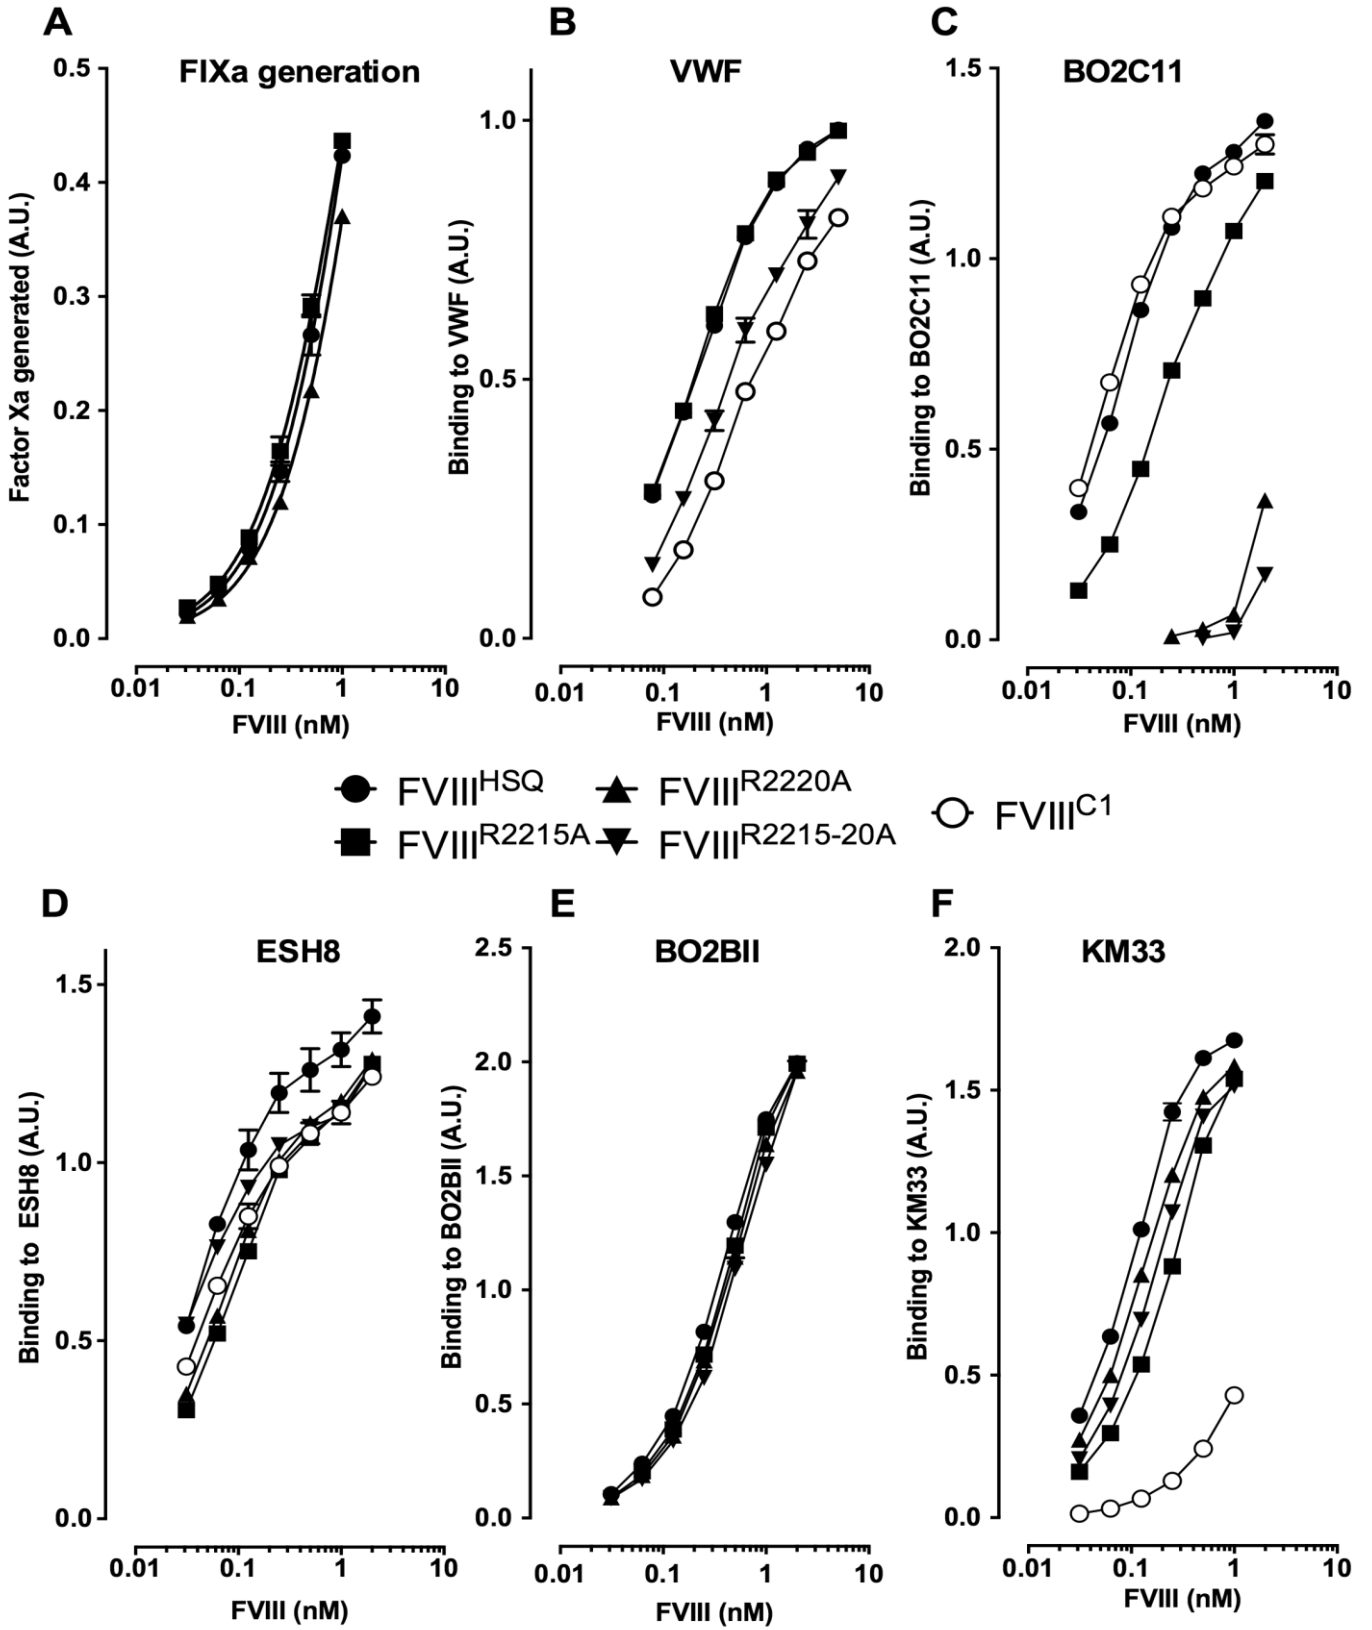 A
B
C
FIXa generation
VWF
BO2C11
Factor Xa generated (A.U.)
0.5
0.4
0.3
0.2
0.1
0.0
0.01 0.1 1 10
FVIII (nM)
Binding to VWF (A.U.)
1.0
0.5
0.0
0.01 0.1 1 10
FVIII (nM)
Binding to BO2C11 (A.U.)
1.5
1.0
0.5
0.0
0.01 0.1 1 10
FVIII (nM)
FVIII^HSQ
FVIII^R2220A
FVIII^C1
FVIII^R2215A
FVIII^R2215-20A
D
E
F
ESH8
BO2BII
KM33
Binding to ESH8 (A.U.)
1.5
1.0
0.5
0.0
0.01 0.1 1 10
FVIII (nM)
Binding to BO2BII (A.U.)
2.5
2.0
1.5
1.0
0.5
0.0
0.01 0.1 1 10
FVIII (nM)
Binding to KM33 (A.U.)
2.0
1.5
1.0
0.5
0.0
0.01 0.1 1 10
FVIII (nM)